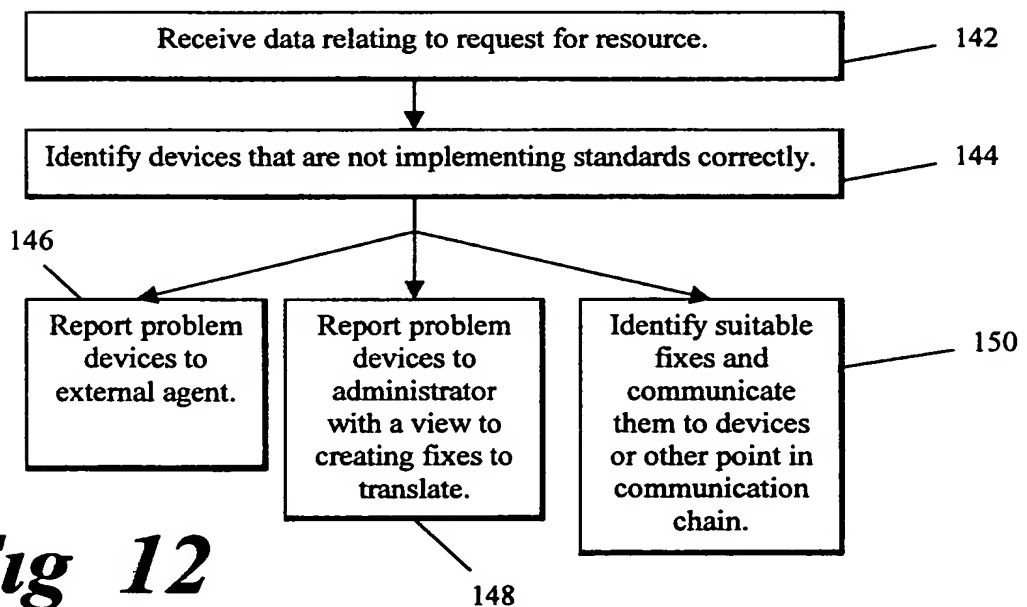 Receive data relating to request for resource.
142
Identify devices that are not implementing standards correctly.
144
146
Report problem
devices to
external agent.
Report problem
devices to
administrator
with a view to
creating fixes to
translate.
148
Identify suitable
fixes and
communicate
them to devices
or other point in
communication
chain.
150
Fig 12